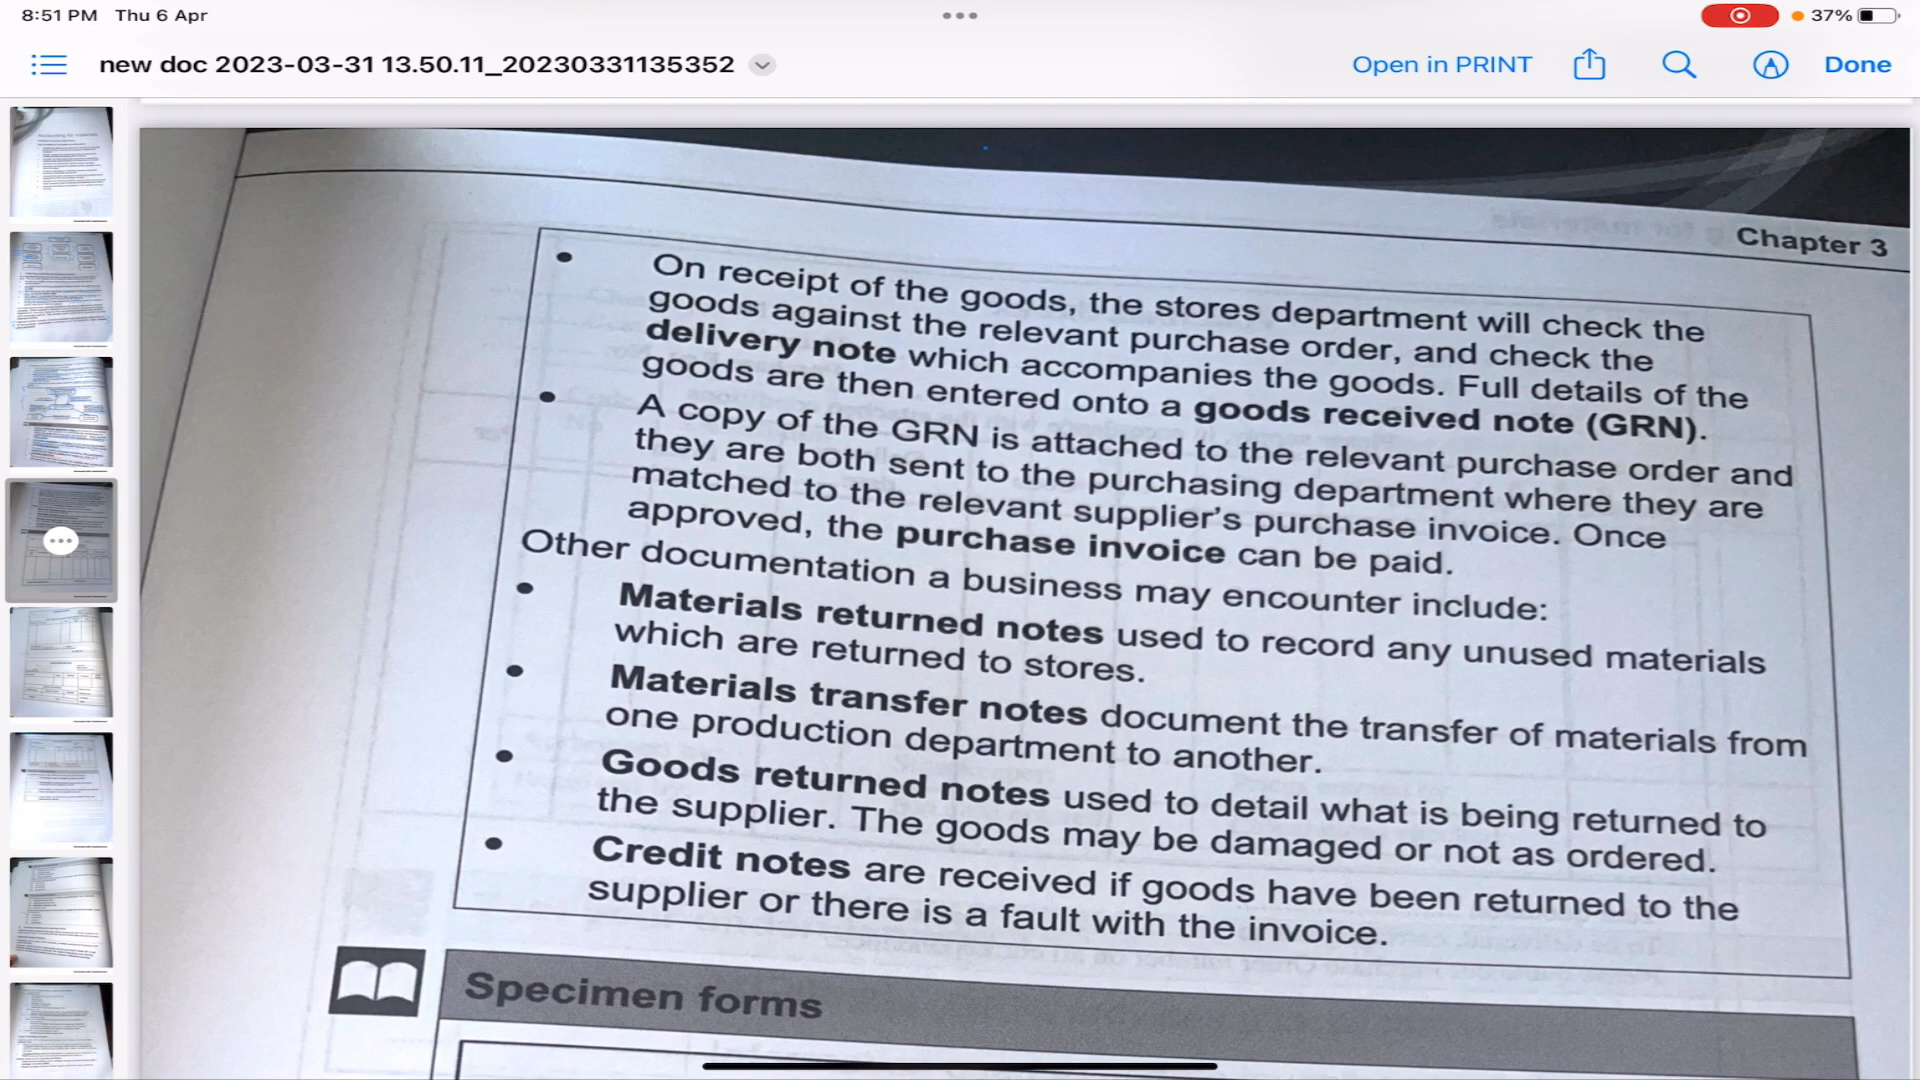 8:51 PM Thu 6 Apr
37%
new doc 2023-03-31 13.50.11_20230331135352
Open in PRINT
Done
Chapter 3
• On receipt of the goods, the stores department will check the
goods against the relevant purchase order, and check the
delivery note which accompanies the goods. Full details of the
goods are then entered onto a goods received note (GRN).
• A copy of the GRN is attached to the relevant purchase order and
they are both sent to the purchasing department where they are
matched to the relevant supplier's purchase invoice. Once
approved, the purchase invoice can be paid.
Other documentation a business may encounter include:
• Materials returned notes used to record any unused materials
which are returned to stores.
• Materials transfer notes document the transfer of materials from
one production department to another.
• Goods returned notes used to detail what is being returned to
the supplier. The goods may be damaged or not as ordered.
• Credit notes are received if goods have been returned to the
supplier or there is a fault with the invoice.
Specimen forms